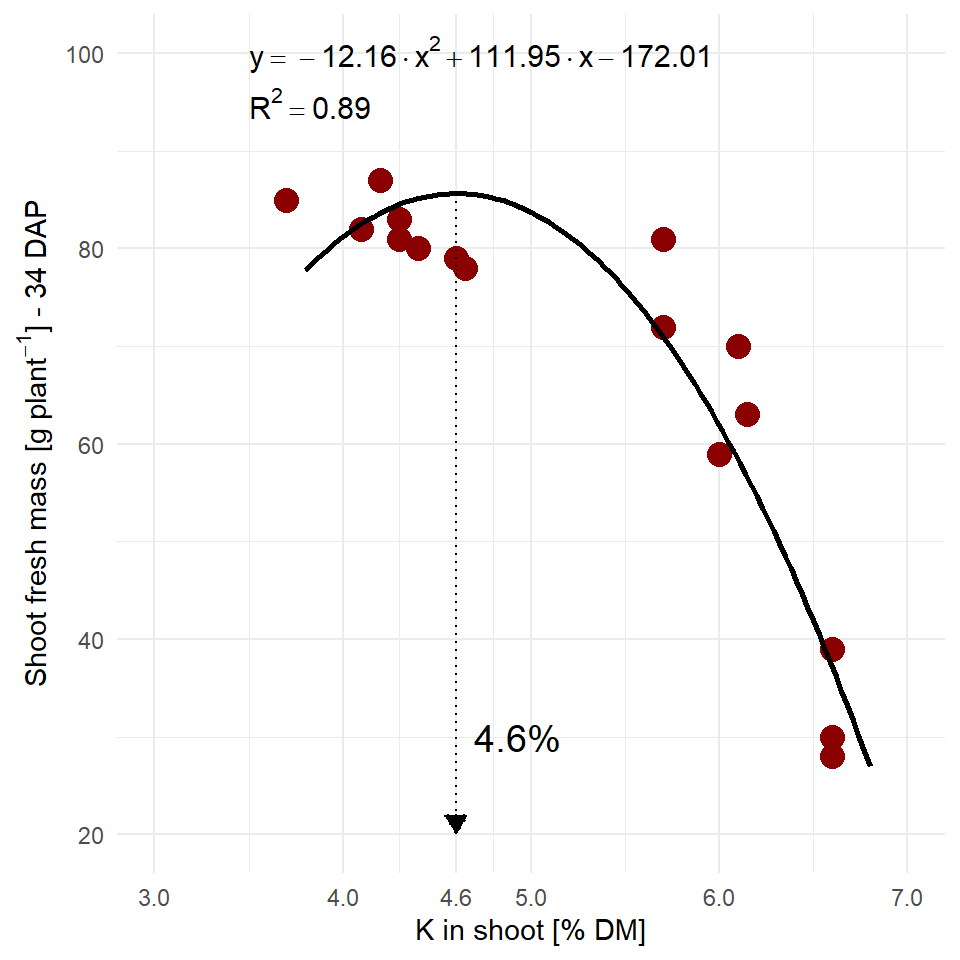 y = − 12.16 · x² + 111.95 · x − 172.01
R² = 0.89
Shoot fresh mass [g plant⁻¹] - 34 DAP
100
80
60
40
20
4.6%
3.0 4.0 4.6 5.0 6.0 7.0
K in shoot [% DM]